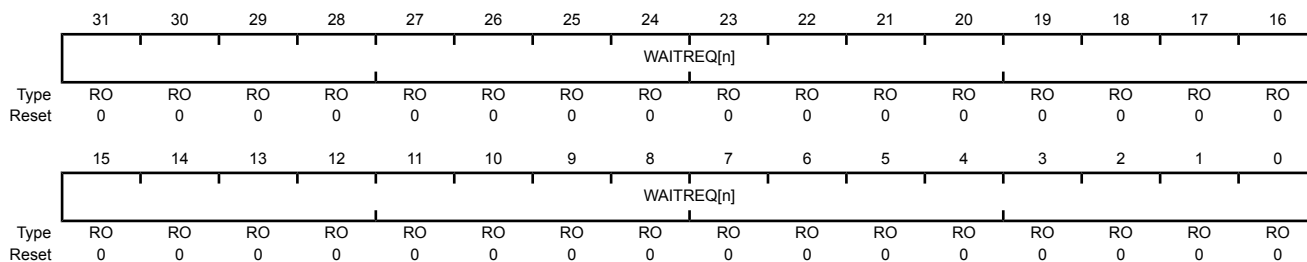 31 30 29 28 27 26 25 24 23 22 21 20 19 18 17 16
WAITREQ[n]
Type RO RO RO RO RO RO RO RO RO RO RO RO RO RO RO RO
Reset 0 0 0 0 0 0 0 0 0 0 0 0 0 0 0 0
15 14 13 12 11 10 9 8 7 6 5 4 3 2 1 0
WAITREQ[n]
Type RO RO RO RO RO RO RO RO RO RO RO RO RO RO RO RO
Reset 0 0 0 0 0 0 0 0 0 0 0 0 0 0 0 0